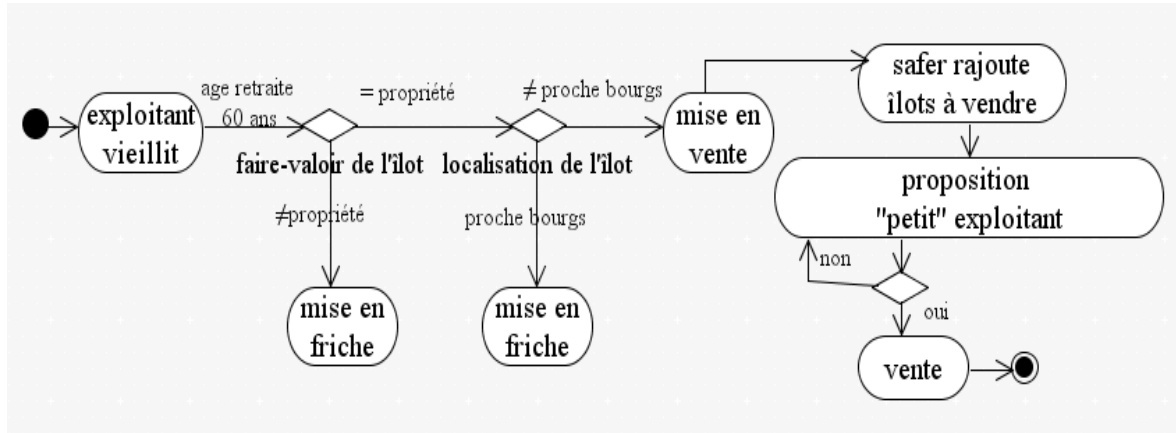 exploitant
vieillit
age retraite
60 ans
= propriété
≠ proche bourgs
faire-valoir de l'îlot
localisation de l'îlot
≠propriété
proche bourgs
mise en
friche
mise en
friche
mise en
vente
safer rajoute
îlots à vendre
proposition
"petit" exploitant
non
oui
vente